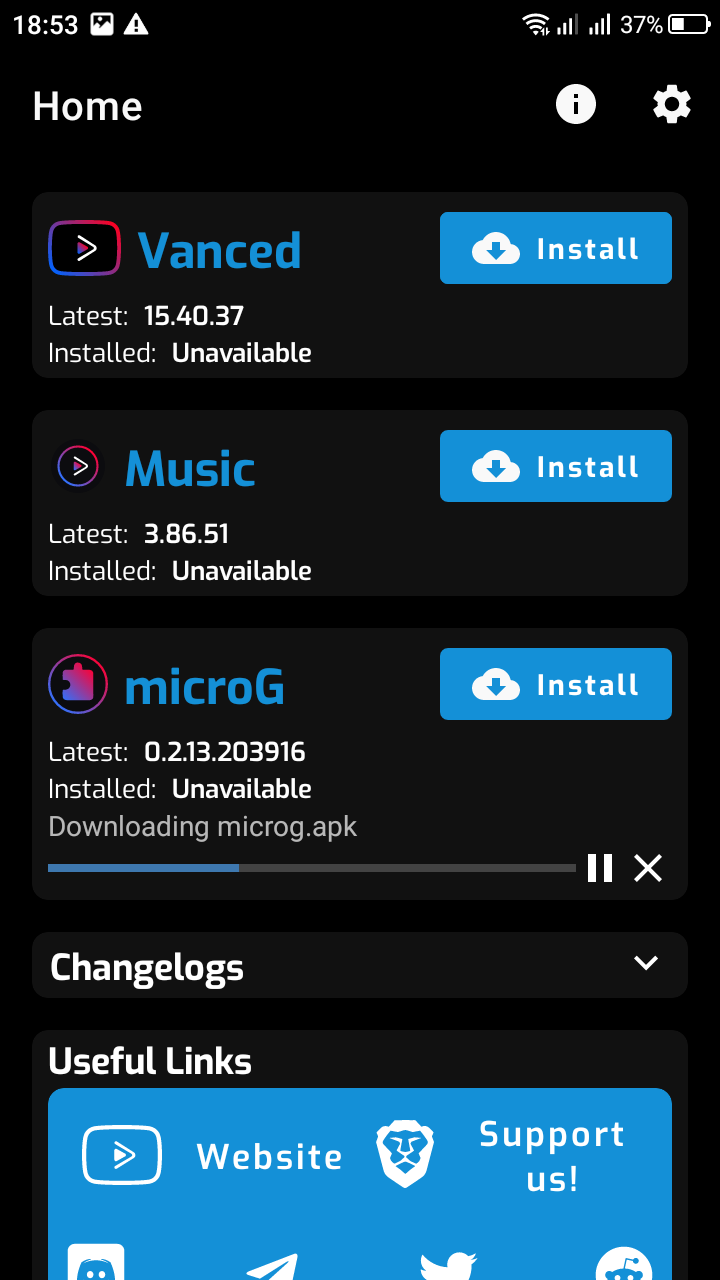 18:53 37%
Home
Vanced Install
Latest: 15.40.37
Installed: Unavailable
Music Install
Latest: 3.86.51
Installed: Unavailable
microG Install
Latest: 0.2.13.203916
Installed: Unavailable
Downloading microg.apk
Changelogs
Useful Links
Website Support
us!